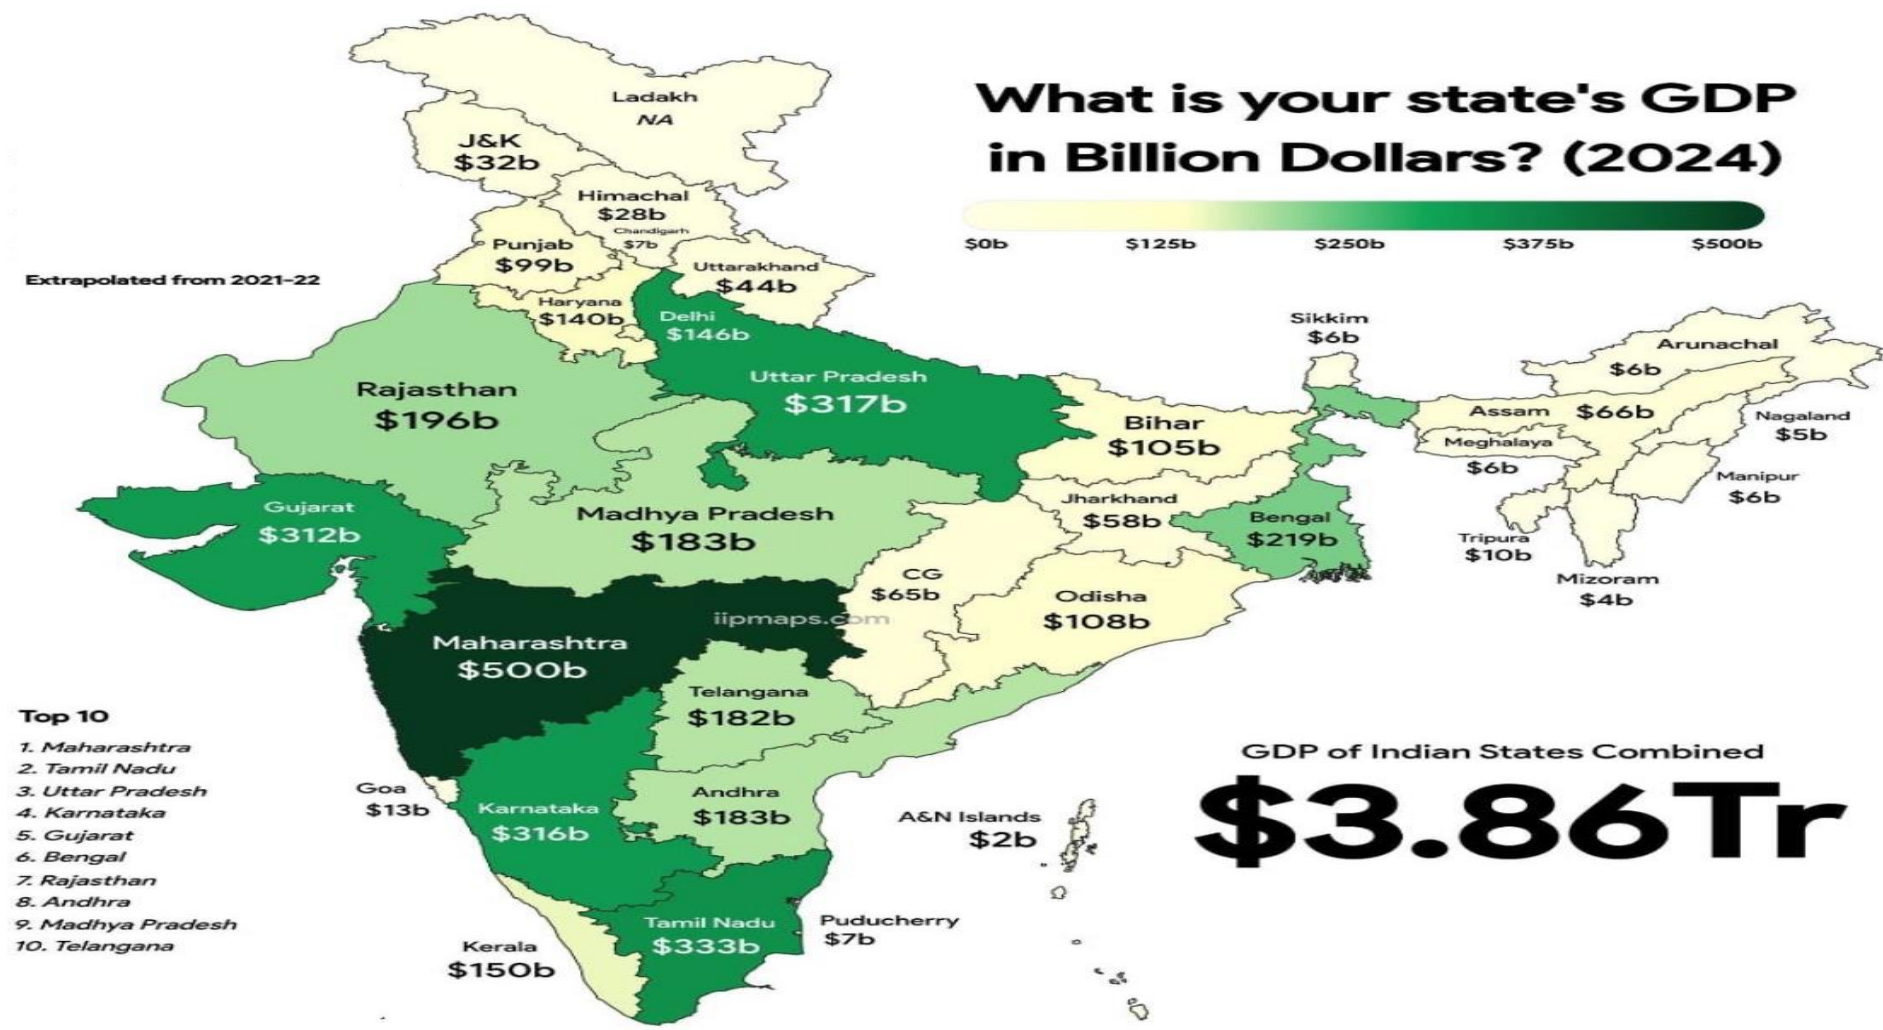 What is your state's GDP
in Billion Dollars? (2024)
$0b $125b $250b $375b $500b
Extrapolated from 2021-22
Ladakh
NA
J&K
$32b
Himachal
$28b
Chandigarh
$7b
Punjab
$99b
Uttarakhand
$44b
Haryana
$140b
Delhi
$146b
Rajasthan
$196b
Uttar Pradesh
$317b
Bihar
$105b
Sikkim
$6b
Arunachal
$6b
Assam $66b
Nagaland
$5b
Meghalaya
$6b
Manipur
$6b
Tripura
$10b
Mizoram
$4b
Gujarat
$312b
Madhya Pradesh
$183b
Jharkhand
$58b
Bengal
$219b
CG
$65b
Odisha
$108b
iipmaps.com
Maharashtra
$500b
Telangana
$182b
Goa
$13b
Karnataka
$316b
Andhra
$183b
A&N Islands
$2b
Tamil Nadu
$333b
Puducherry
$7b
Kerala
$150b
Top 10
1. Maharashtra
2. Tamil Nadu
3. Uttar Pradesh
4. Karnataka
5. Gujarat
6. Bengal
7. Rajasthan
8. Andhra
9. Madhya Pradesh
10. Telangana
GDP of Indian States Combined
$3.86Tr